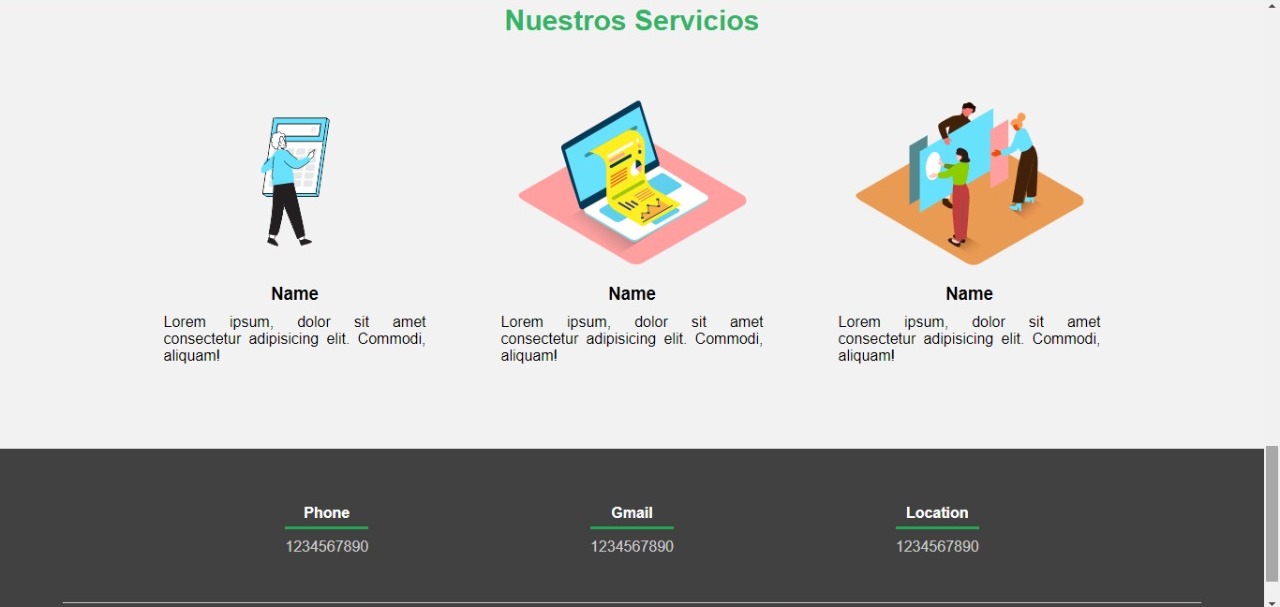 Nuestros Servicios
Name
Lorem ipsum, dolor sit amet
consectetur adipisicing elit. Commodi,
aliquam!
Name
Lorem ipsum, dolor sit amet
consectetur adipisicing elit. Commodi,
aliquam!
Name
Lorem ipsum, dolor sit amet
consectetur adipisicing elit. Commodi,
aliquam!
Phone
1234567890
Gmail
1234567890
Location
1234567890